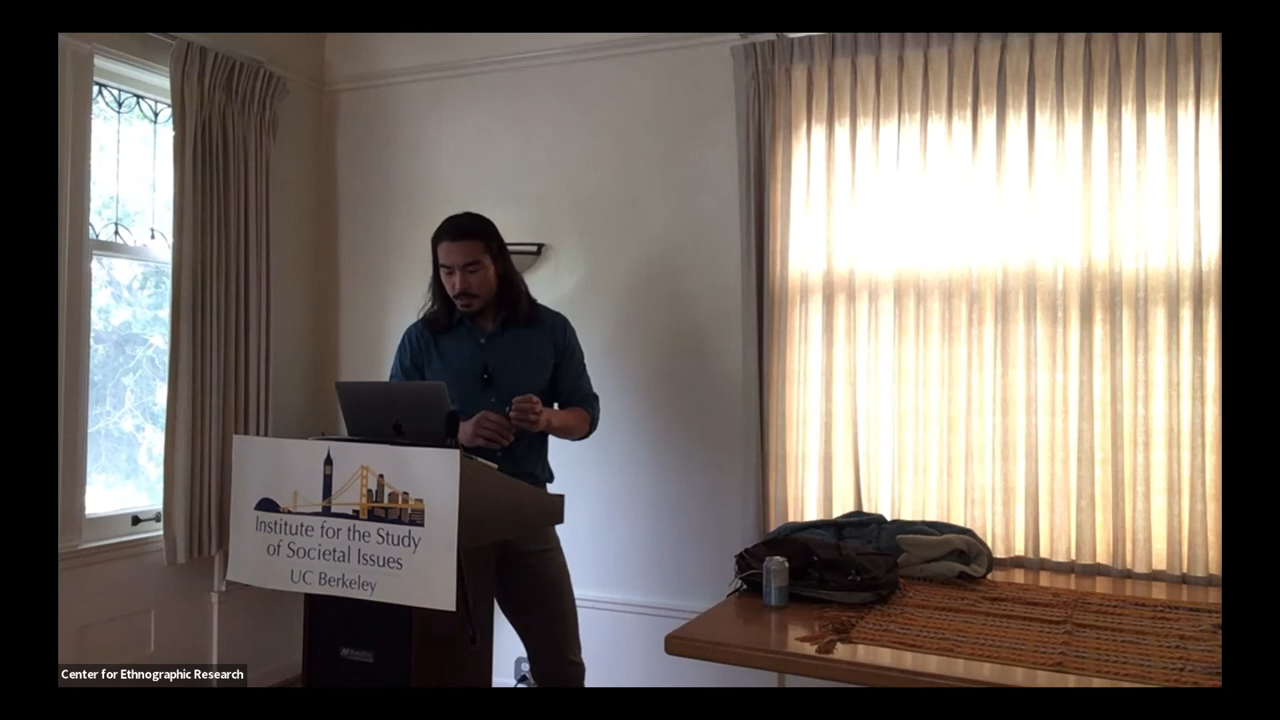 Institute for the Study
of Societal Issues
UC Berkeley
Center for Ethnographic Research